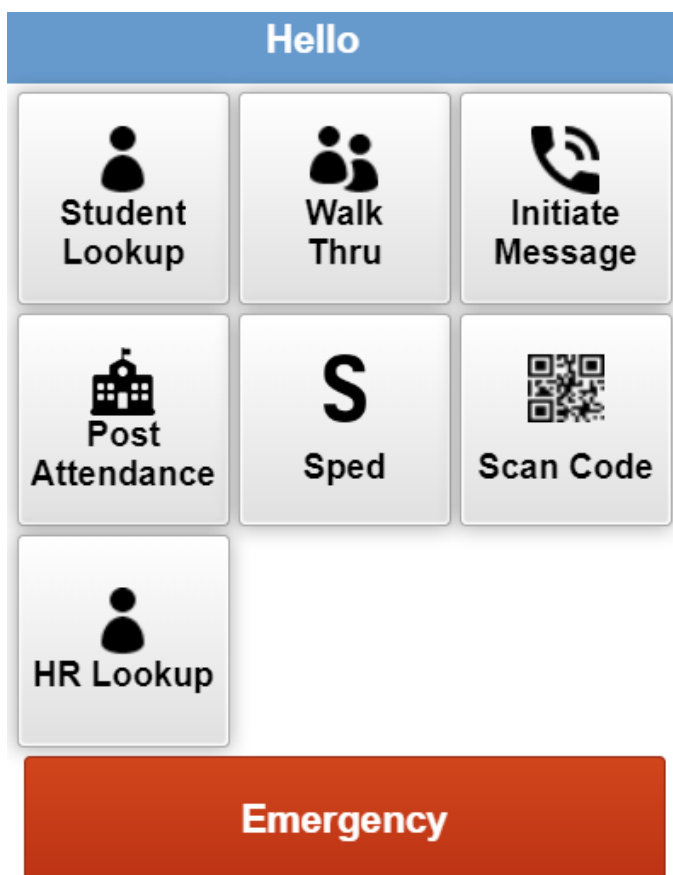 Hello
Student
Lookup
Walk
Thru
Initiate
Message
Post
Attendance
S
Sped
Scan Code
HR Lookup
Emergency